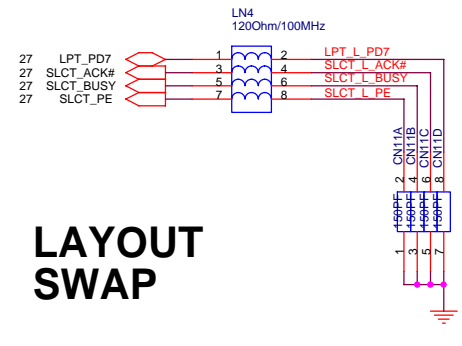 LN4
120Ohm/100MHz
27 LPT_PD7 1 2 LPT_L_PD7
27 SLCT_ACK# 3 4 SLCT_L_ACK#
27 SLCT_BUSY 5 6 SLCT_L_BUSY
27 SLCT_PE 7 8 SLCT_L_PE
CN11A CN11B CN11C CN11D
2 4 6 8
150PF 150PF 150PF 150PF
1 3 5 7
LAYOUT
SWAP